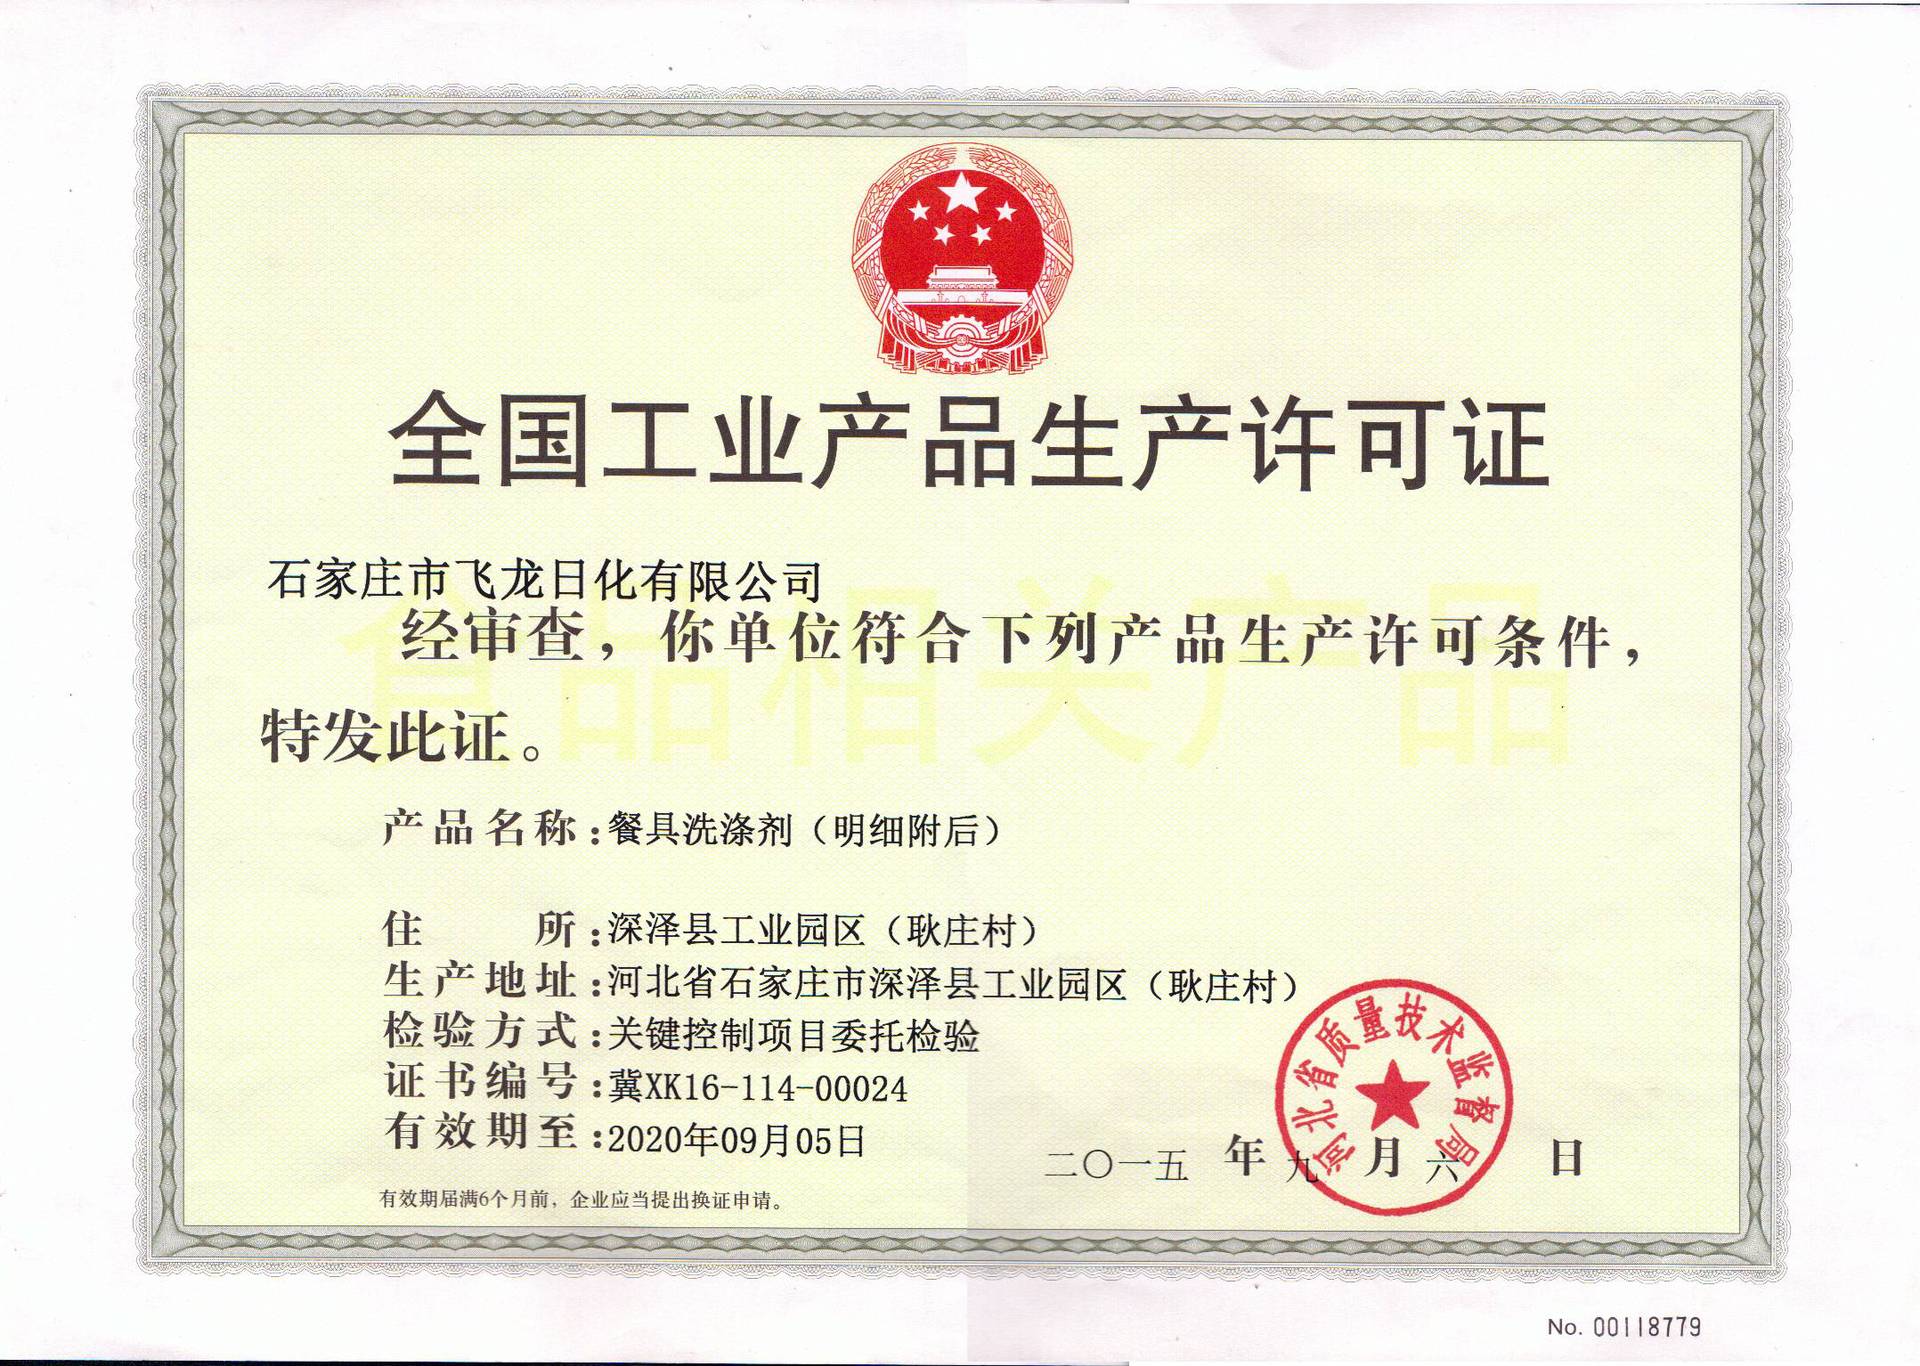 全国工业产品生产许可证
石家庄市飞龙日化有限公司
食品相关产品
经审查，你单位符合下列产品生产许可条件，
特发此证。
产品名称：餐具洗涤剂（明细附后）
住所：深泽县工业园区（耿庄村）
生产地址：河北省石家庄市深泽县工业园区（耿庄村）
检验方式：关键控制项目委托检验
证书编号：冀XK16-114-00024
有效期至：2020年09月05日
河北省质量技术监督局
二〇一五 年 九 月 六 日
有效期届满6个月前，企业应当提出换证申请。
No. 00118779